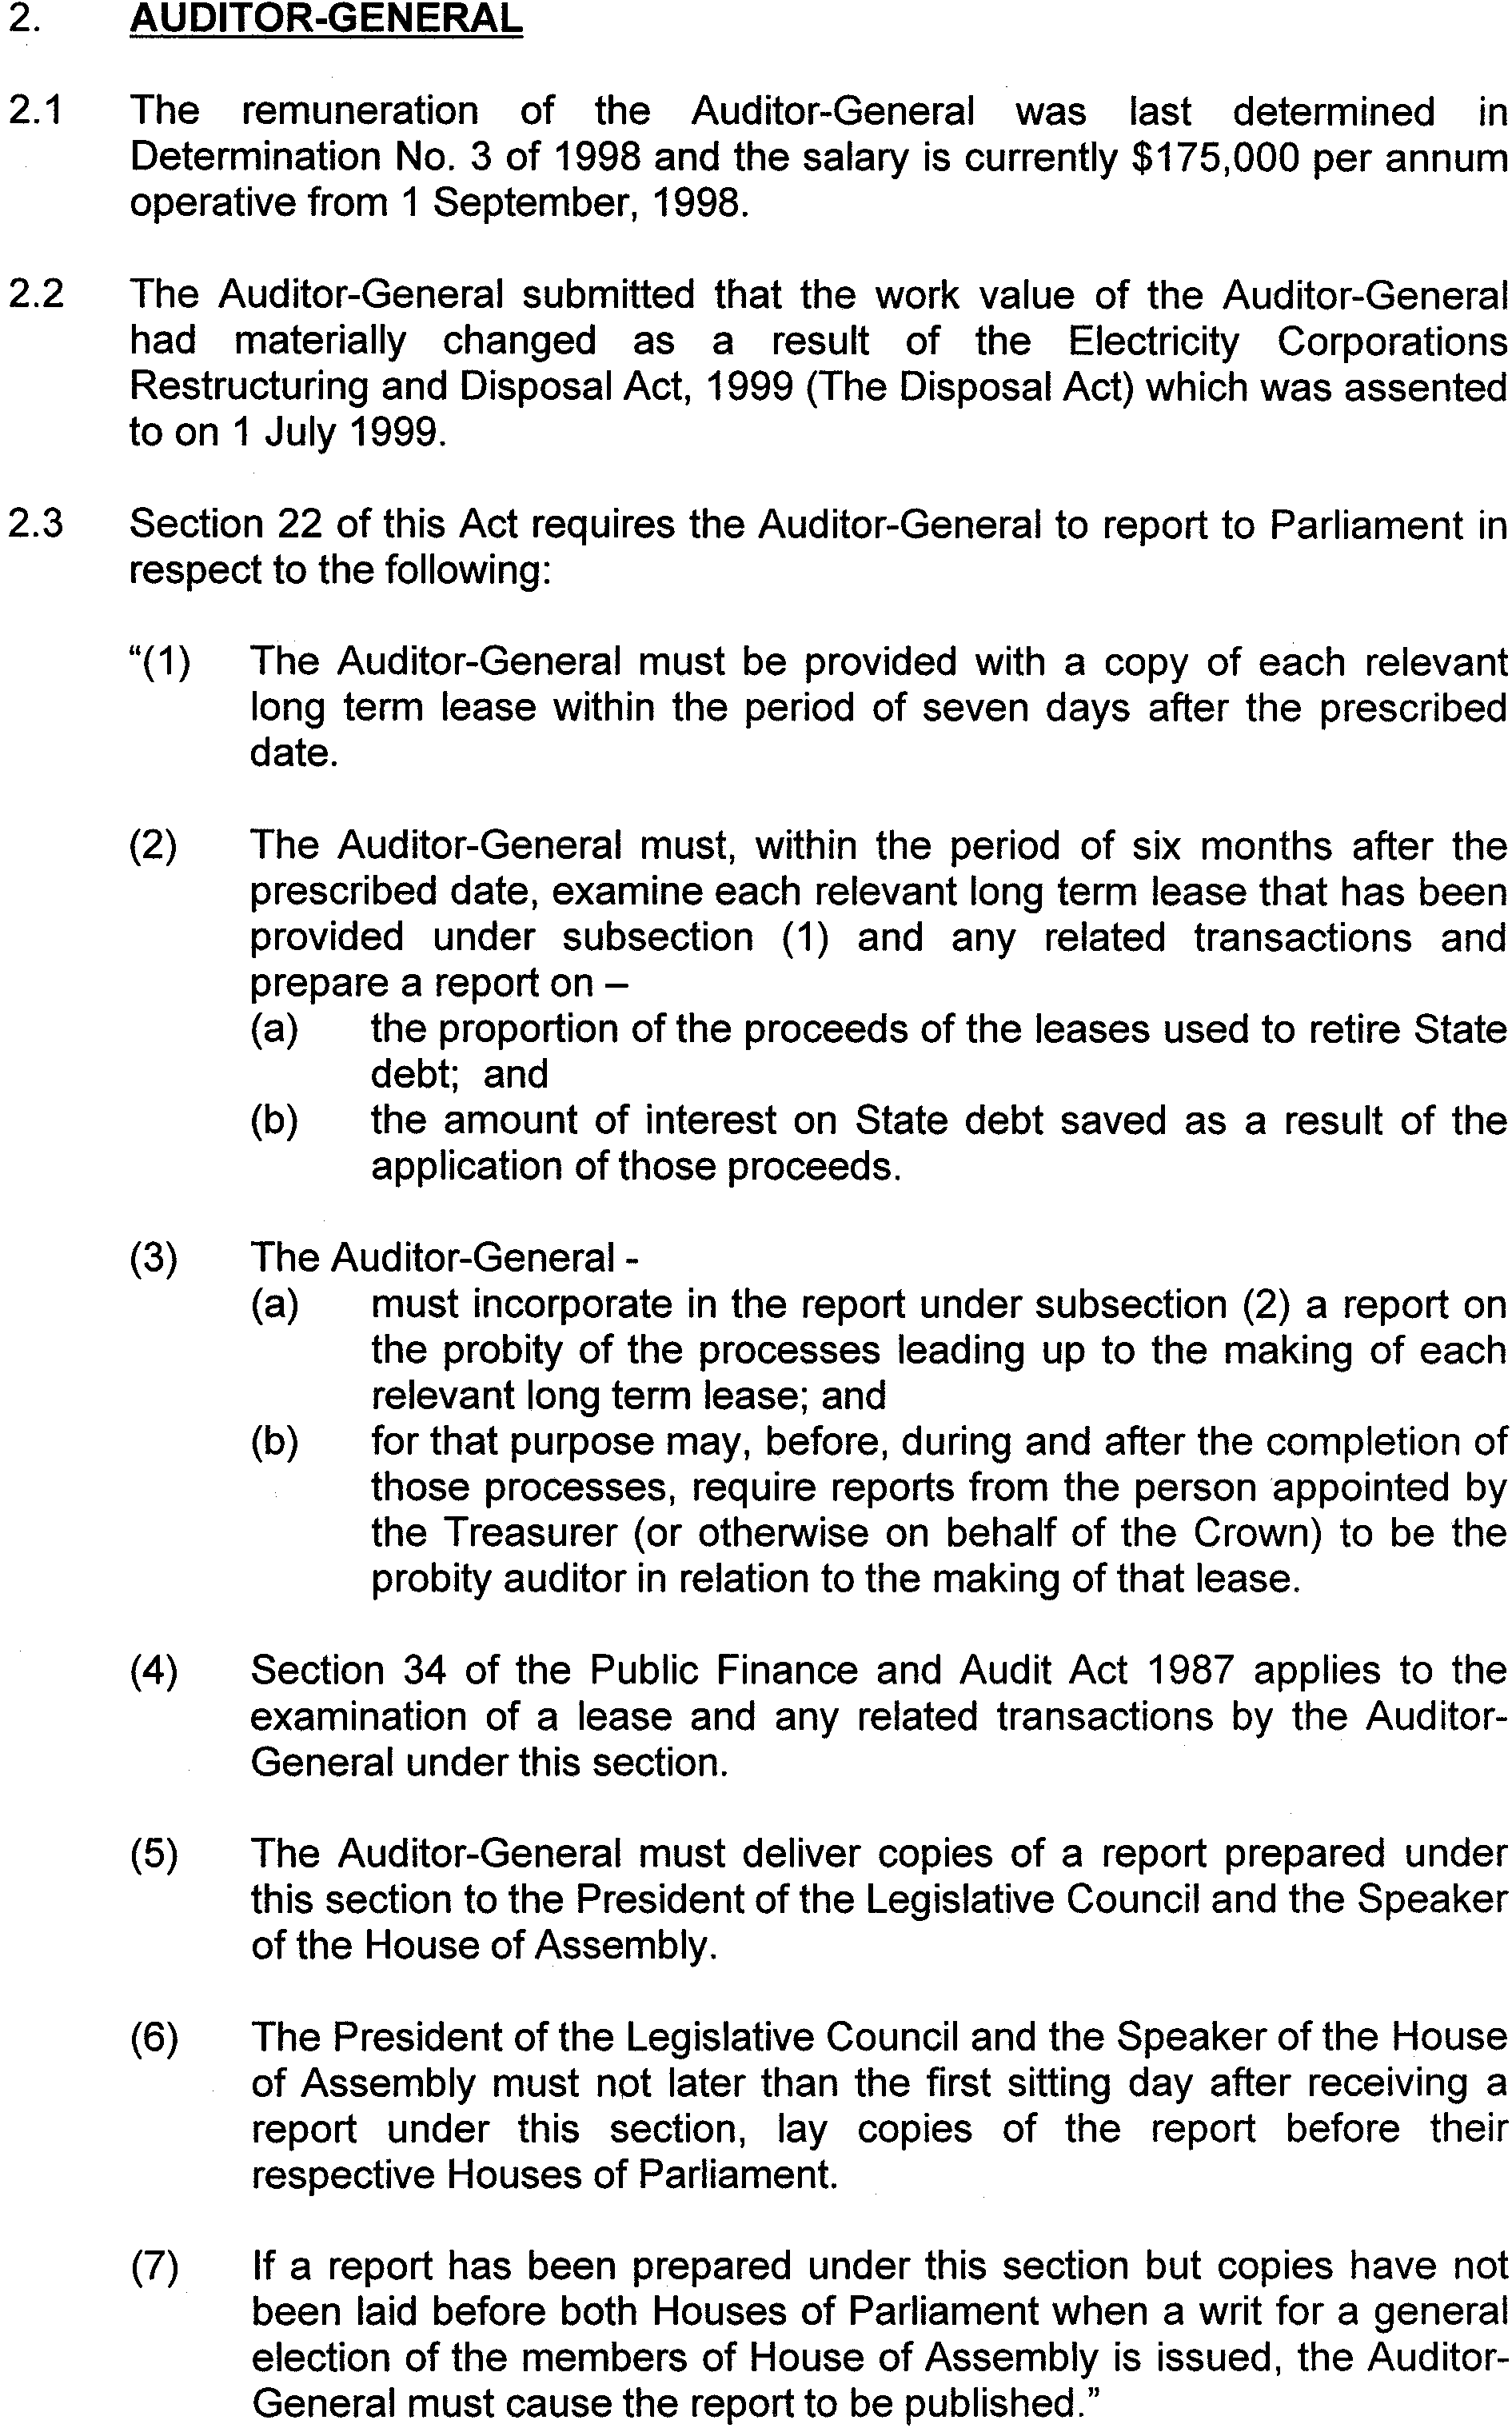 2. AUDITOR-GENERAL
2.1 The remuneration of the Auditor-General was last determined in
Determination No. 3 of 1998 and the salary is currently $175,000 per annum
operative from 1 September, 1998.
2.2 The Auditor-General submitted that the work value of the Auditor-General
had materially changed as a result of the Electricity Corporations
Restructuring and Disposal Act, 1999 (The Disposal Act) which was assented
to on 1 July 1999.
2.3 Section 22 of this Act requires the Auditor-General to report to Parliament in
respect to the following:
“(1) The Auditor-General must be provided with a copy of each relevant
long term lease within the period of seven days after the prescribed
date.
(2) The Auditor-General must, within the period of six months after the
prescribed date, examine each relevant long term lease that has been
provided under subsection (1) and any related transactions and
prepare a report on –
(a) the proportion of the proceeds of the leases used to retire State
debt; and
(b) the amount of interest on State debt saved as a result of the
application of those proceeds.
(3) The Auditor-General -
(a) must incorporate in the report under subsection (2) a report on
the probity of the processes leading up to the making of each
relevant long term lease; and
(b) for that purpose may, before, during and after the completion of
those processes, require reports from the person appointed by
the Treasurer (or otherwise on behalf of the Crown) to be the
probity auditor in relation to the making of that lease.
(4) Section 34 of the Public Finance and Audit Act 1987 applies to the
examination of a lease and any related transactions by the Auditor-
General under this section.
(5) The Auditor-General must deliver copies of a report prepared under
this section to the President of the Legislative Council and the Speaker
of the House of Assembly.
(6) The President of the Legislative Council and the Speaker of the House
of Assembly must not later than the first sitting day after receiving a
report under this section, lay copies of the report before their
respective Houses of Parliament.
(7) If a report has been prepared under this section but copies have not
been laid before both Houses of Parliament when a writ for a general
election of the members of House of Assembly is issued, the Auditor-
General must cause the report to be published.”